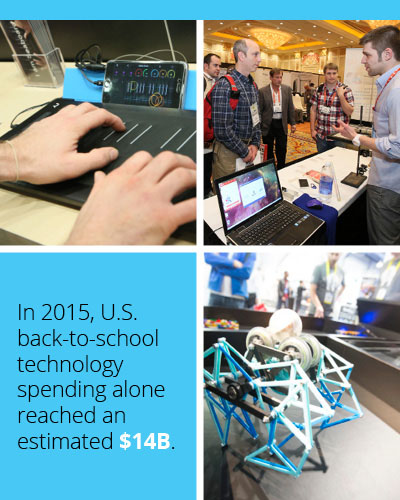 In 2015, U.S.
back-to-school
technology
spending alone
reached an
estimated $14B.